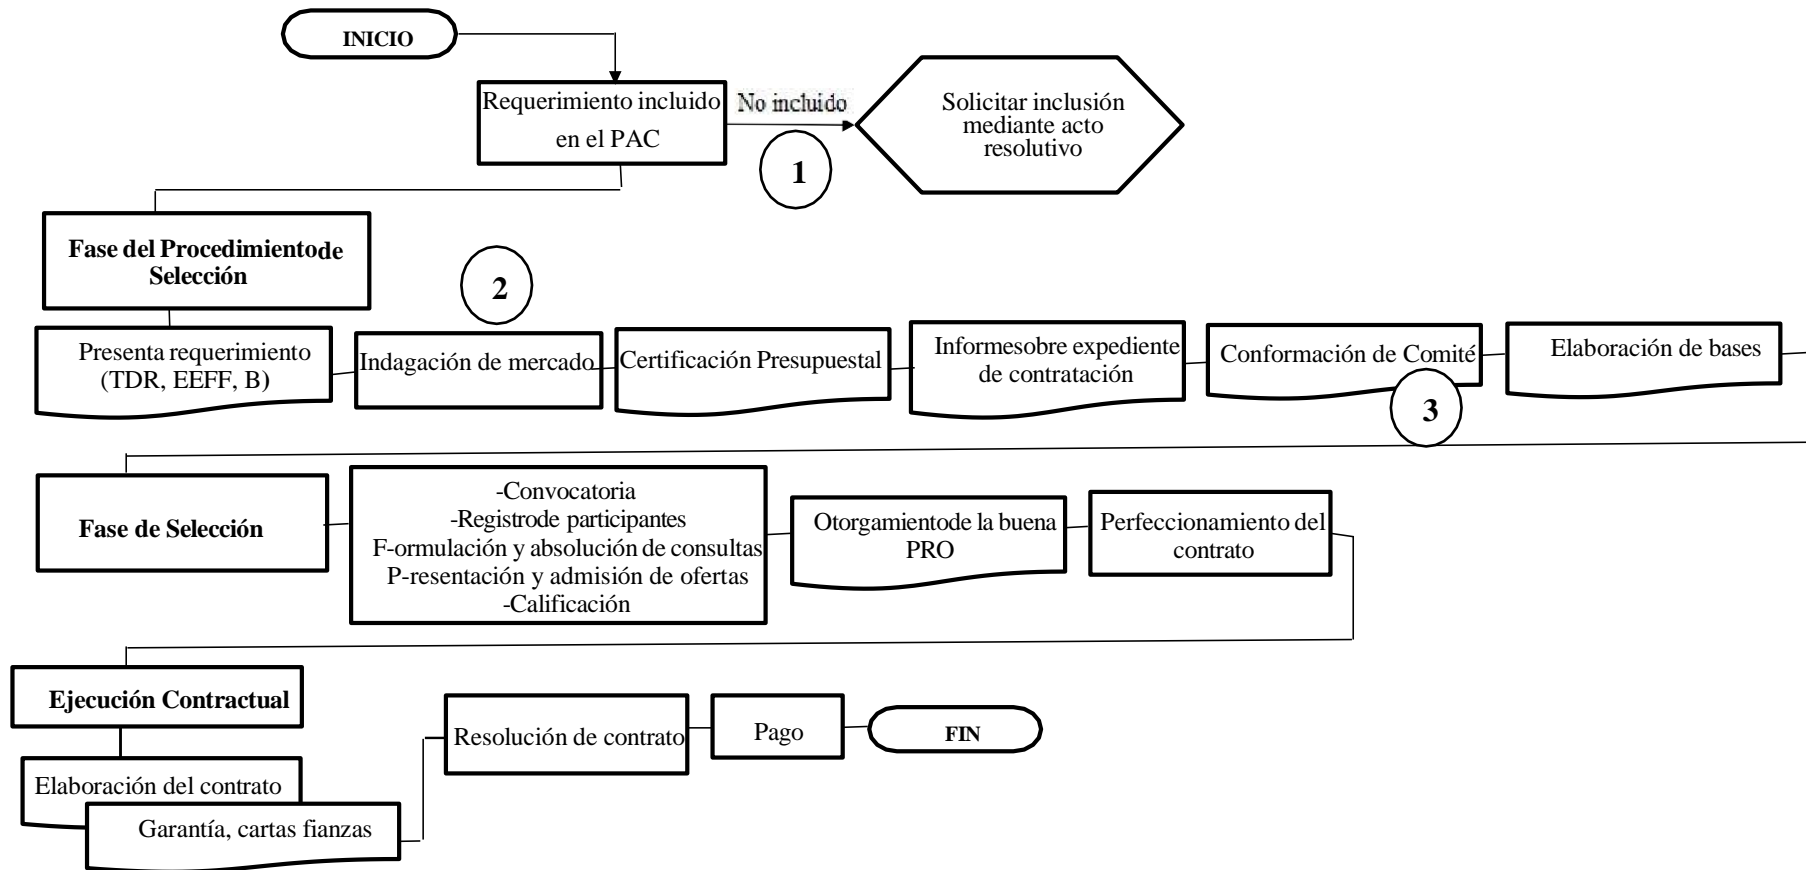 INICIO
Requerimiento incluido
en el PAC
No incluido
1
Solicitar inclusión
mediante acto
resolutivo
Fase del Procedimientode
Selección
2
Presenta requerimiento
(TDR, EEFF, B)
Indagación de mercado
Certificación Presupuestal
Informesobre expediente
de contratación
Conformación de Comité
3
Elaboración de bases
Fase de Selección
-Convocatoria
-Registrode participantes
F-ormulación y absolución de consultas
P-resentación y admisión de ofertas
-Calificación
Otorgamientode la buena
PRO
Perfeccionamiento del
contrato
Ejecución Contractual
Elaboración del contrato
Garantía, cartas fianzas
Resolución de contrato
Pago
FIN